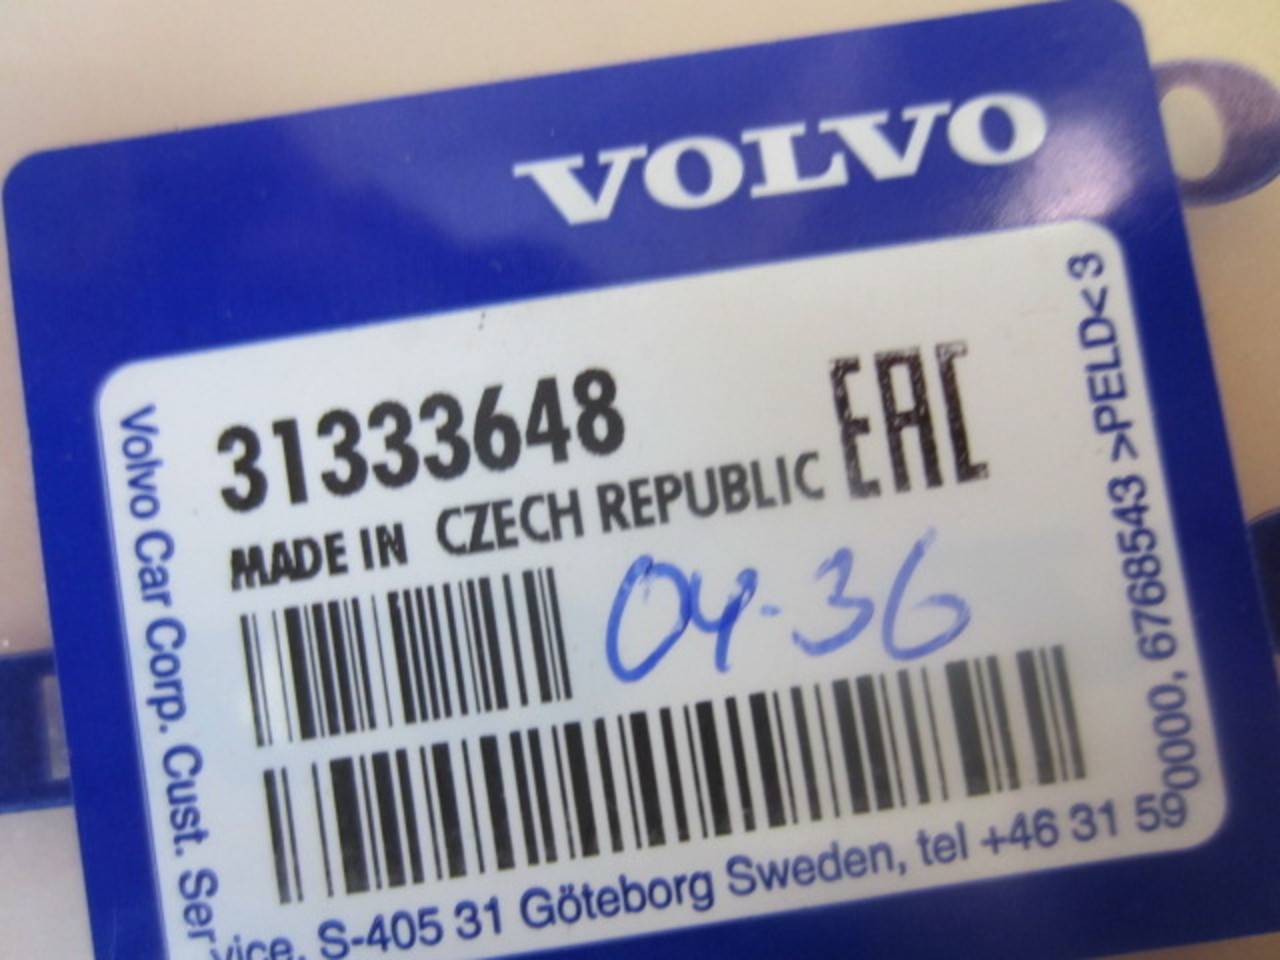 VOLVO
31333648
EAC
MADE IN CZECH REPUBLIC
04-36
Volvo Car Corp. Cust. Service, S-405 31 Göteborg Sweden, tel +46 31 590000, 6768543 >PELD<3